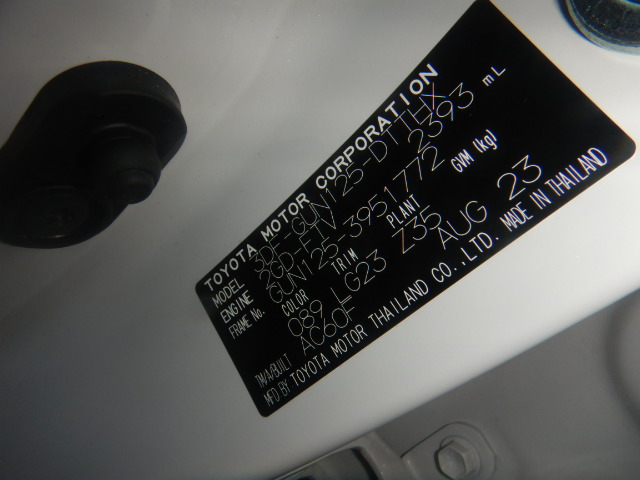 TOYOTA MOTOR CORPORATION
MODEL 3DF-GUN125-DTTHX
ENGINE 2GD-FTV 2393 mL
FRAME No. GUN125-3951772
COLOR TRIM PLANT GVM (kg)
089 LG23 Z35
TM/A/BUILT AC60F AUG 23
MFD BY TOYOTA MOTOR THAILAND CO.,LTD. MADE IN THAILAND